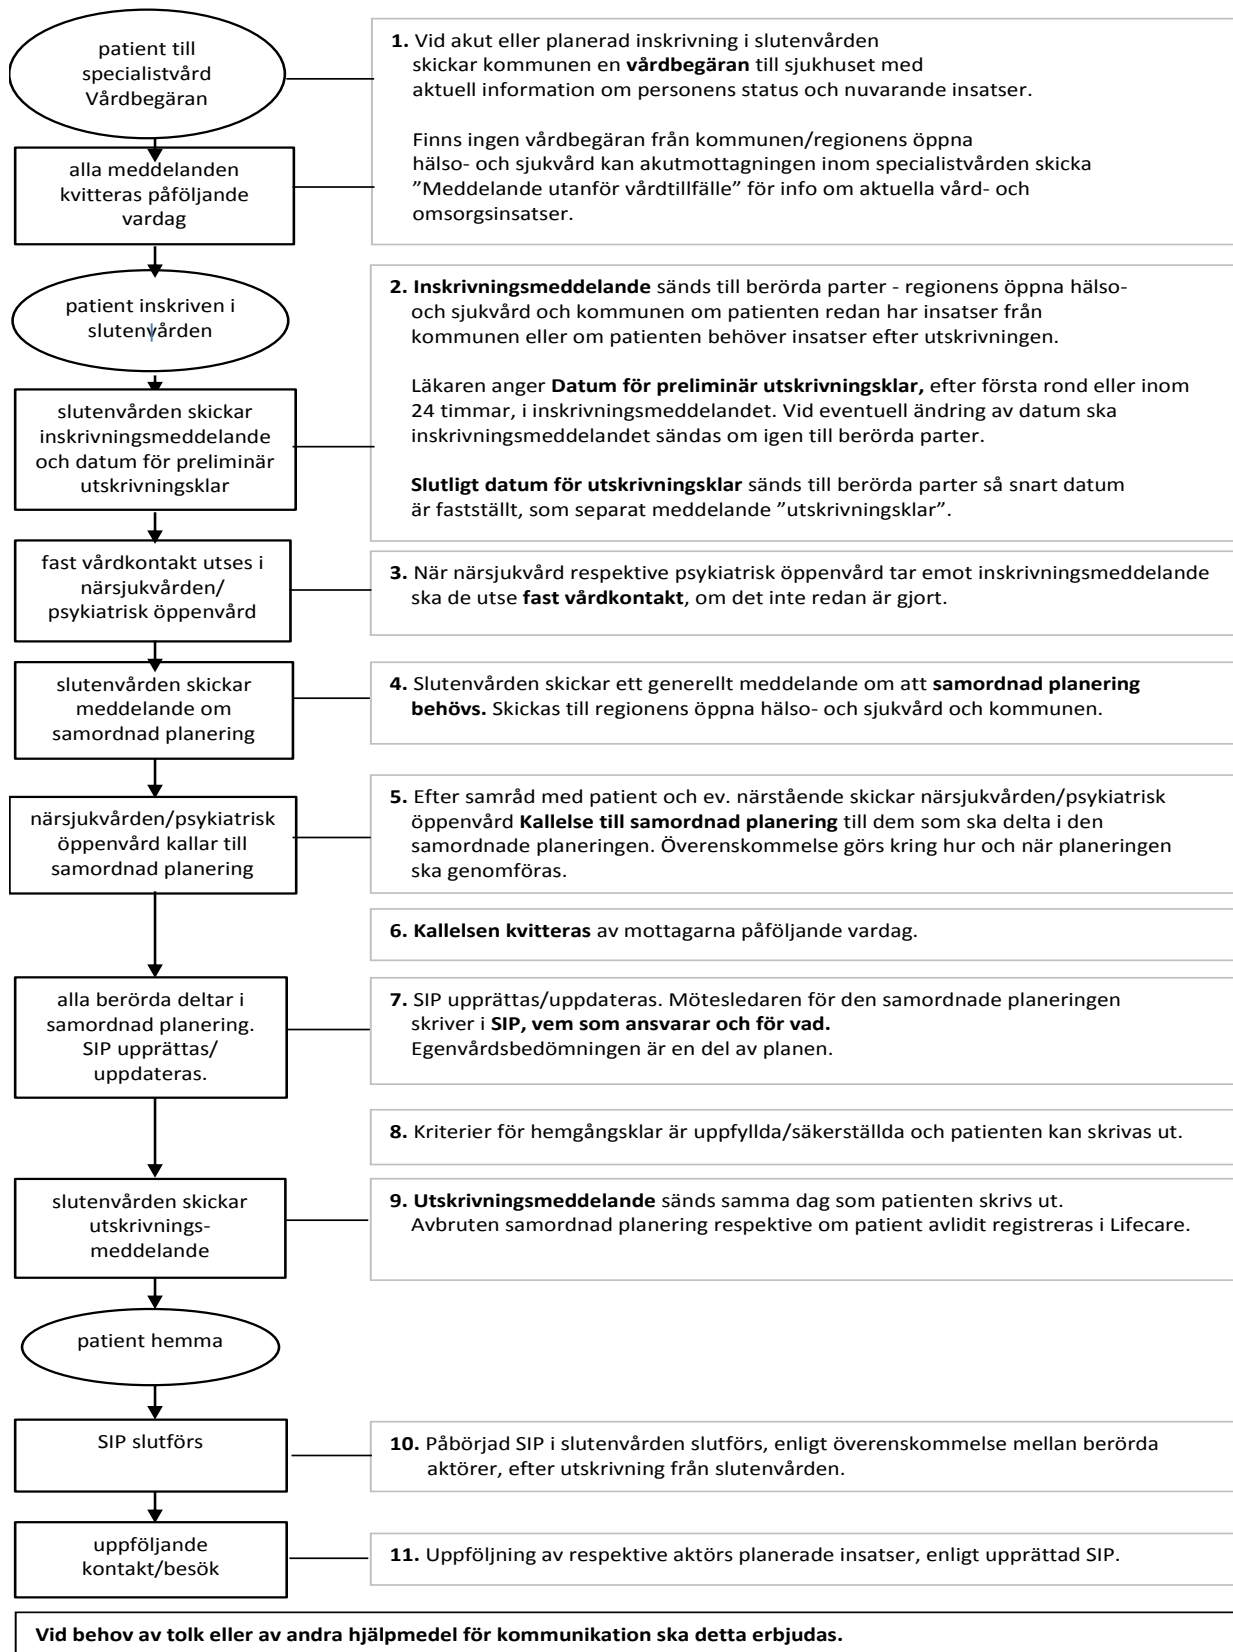 patient till
specialistvård
Vårdbegäran
1. Vid akut eller planerad inskrivning i slutenvården
skickar kommunen en vårdbegäran till sjukhuset med
aktuell information om personens status och nuvarande insatser.
Finns ingen vårdbegäran från kommunen/regionens öppna
hälso- och sjukvård kan akutmottagningen inom specialistvården skicka
”Meddelande utanför vårdtillfälle” för info om aktuella vård- och
omsorgsinsatser.
alla meddelanden
kvitteras påföljande
vardag
patient inskriven i
slutenvården
2. Inskrivningsmeddelande sänds till berörda parter - regionens öppna hälso-
och sjukvård och kommunen om patienten redan har insatser från
kommunen eller om patienten behöver insatser efter utskrivningen.
Läkaren anger Datum för preliminär utskrivningsklar, efter första rond eller inom
24 timmar, i inskrivningsmeddelandet. Vid eventuell ändring av datum ska
inskrivningsmeddelandet sändas om igen till berörda parter.
Slutligt datum för utskrivningsklar sänds till berörda parter så snart datum
är fastställt, som separat meddelande ”utskrivningsklar”.
slutenvården skickar
inskrivningsmeddelande
och datum för preliminär
utskrivningsklar
fast vårdkontakt utses i
närsjukvården/
psykiatrisk öppenvård
3. När närsjukvård respektive psykiatrisk öppenvård tar emot inskrivningsmeddelande
ska de utse fast vårdkontakt, om det inte redan är gjort.
slutenvården skickar
meddelande om
samordnad planering
4. Slutenvården skickar ett generellt meddelande om att samordnad planering
behövs. Skickas till regionens öppna hälso- och sjukvård och kommunen.
närsjukvården/psykiatrisk
öppenvård kallar till
samordnad planering
5. Efter samråd med patient och ev. närstående skickar närsjukvården/psykiatrisk
öppenvård Kallelse till samordnad planering till dem som ska delta i den
samordnade planeringen. Överenskommelse görs kring hur och när planeringen
ska genomföras.
6. Kallelsen kvitteras av mottagarna påföljande vardag.
alla berörda deltar i
samordnad planering.
SIP upprättas/
uppdateras.
7. SIP upprättas/uppdateras. Mötesledaren för den samordnade planeringen
skriver i SIP, vem som ansvarar och för vad.
Egenvårdsbedömningen är en del av planen.
8. Kriterier för hemgångsklar är uppfyllda/säkerställda och patienten kan skrivas ut.
slutenvården skickar
utskrivnings-
meddelande
9. Utskrivningsmeddelande sänds samma dag som patienten skrivs ut.
Avbruten samordnad planering respektive om patient avlidit registreras i Lifecare.
patient hemma
SIP slutförs
10. Påbörjad SIP i slutenvården slutförs, enligt överenskommelse mellan berörda
aktörer, efter utskrivning från slutenvården.
uppföljande
kontakt/besök
11. Uppföljning av respektive aktörs planerade insatser, enligt upprättad SIP.
Vid behov av tolk eller av andra hjälpmedel för kommunikation ska detta erbjudas.